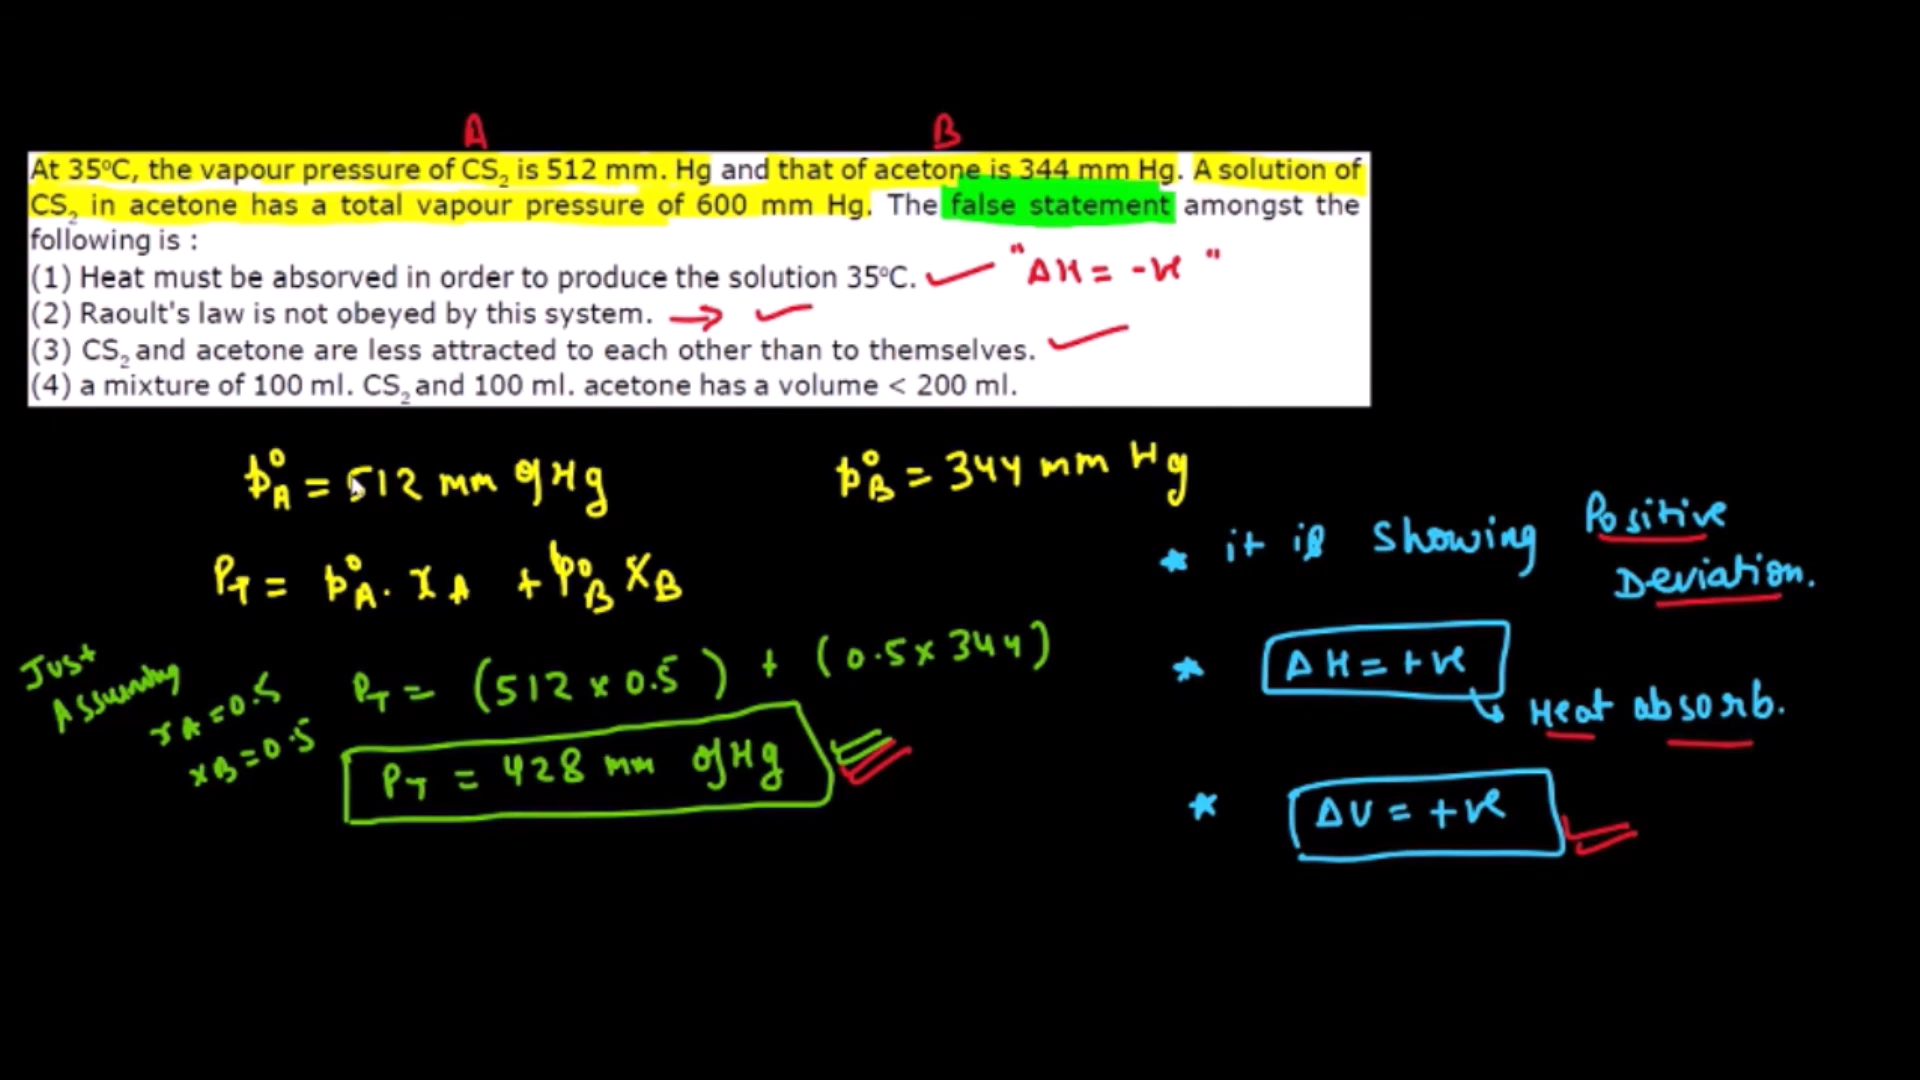 A B
At 35°C, the vapour pressure of CS₂ is 512 mm. Hg and that of acetone is 344 mm Hg. A solution of
CS₂ in acetone has a total vapour pressure of 600 mm Hg. The false statement amongst the
following is :
(1) Heat must be absorved in order to produce the solution 35°C. "ΔH = -ve"
(2) Raoult's law is not obeyed by this system. →
(3) CS₂ and acetone are less attracted to each other than to themselves.
(4) a mixture of 100 ml. CS₂ and 100 ml. acetone has a volume < 200 ml.
p°A = 512 mm of Hg
p°B = 344 mm Hg
PT = p°A . xA + p°B xB
Just
Assuming
xA = 0.5
xB = 0.5
PT = (512 x 0.5) + (0.5 x 344)
PT = 428 mm of Hg
* it is showing Positive
Deviation.
* ΔH = +ve
Heat absorb.
* ΔV = +ve